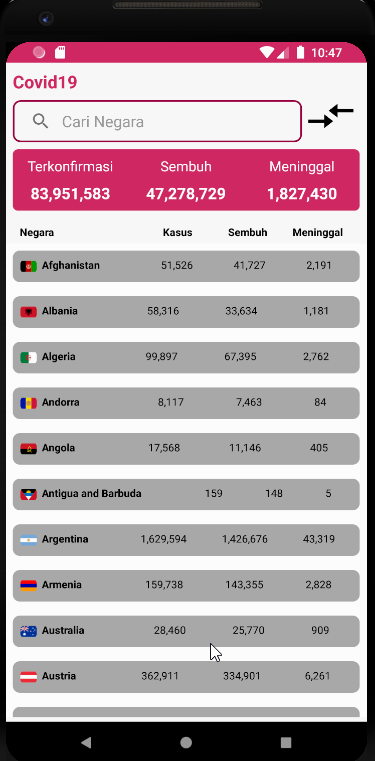 10:47
Covid19
Cari Negara
Terkonfirmasi Sembuh Meninggal
83,951,583 47,278,729 1,827,430
Negara Kasus Sembuh Meninggal
Afghanistan 51,526 41,727 2,191
Albania 58,316 33,634 1,181
Algeria 99,897 67,395 2,762
Andorra 8,117 7,463 84
Angola 17,568 11,146 405
Antigua and Barbuda 159 148 5
Argentina 1,629,594 1,426,676 43,319
Armenia 159,738 143,355 2,828
Australia 28,460 25,770 909
Austria 362,911 334,901 6,261